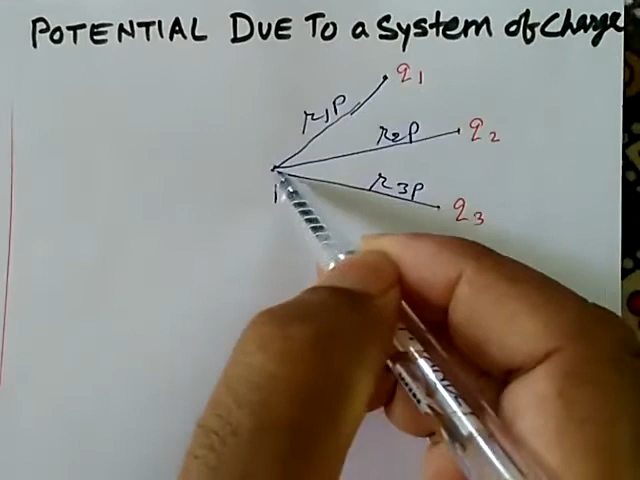 POTENTIAL DUE To a System of Charge
q1
r1P
r2P
q2
r3P
q3